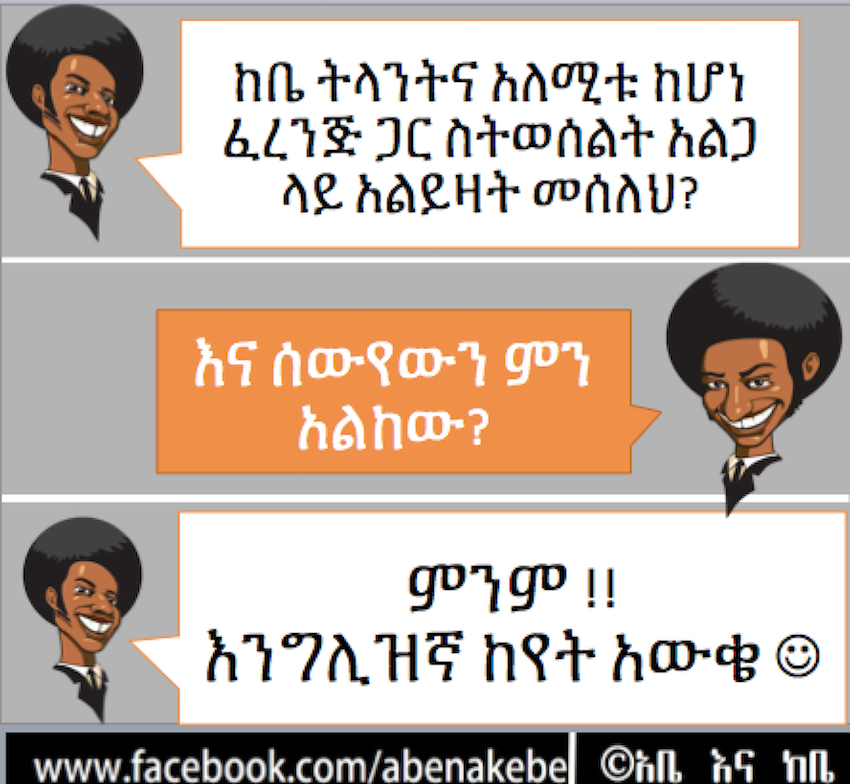 ከቤ ትላንትና አለሚቱ ከሆነ
ፈረንጅ ጋር ስትወሰልት አልጋ
ላይ አልይዛት መሰለህ?
እና ሰውየውን ምን
አልከው?
ምንም !!
እንግሊዝኛ ከየት አውቄ ☺
www.facebook.com/abenakebe
©አቤ እና ከቤ